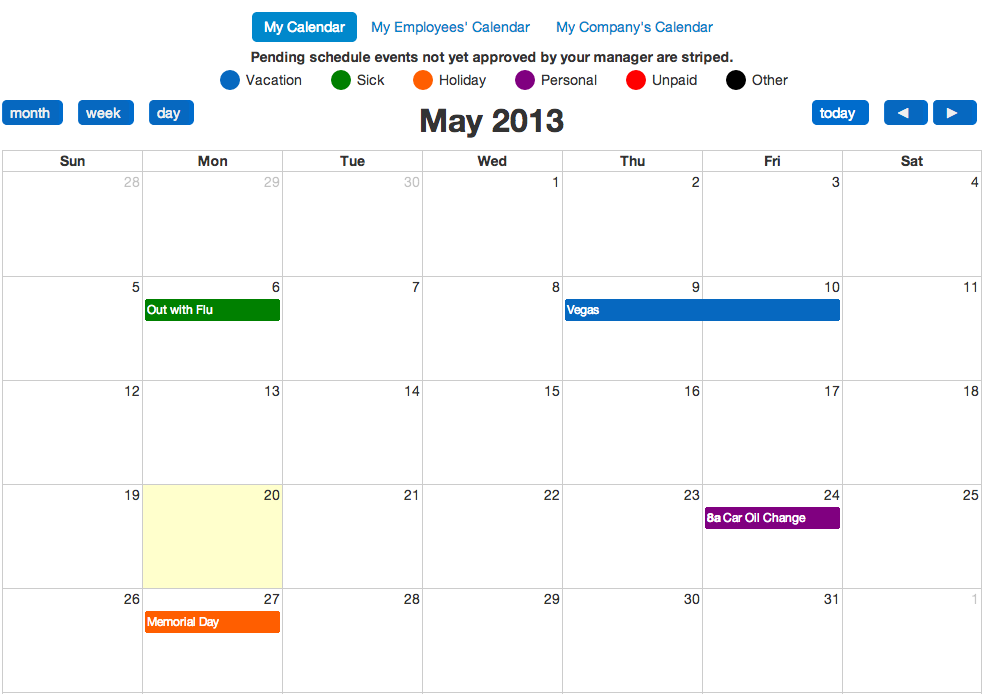 My Calendar My Employees' Calendar My Company's Calendar
Pending schedule events not yet approved by your manager are striped.
Vacation Sick Holiday Personal Unpaid Other
month week day May 2013 today ◄ ►
Sun Mon Tue Wed Thu Fri Sat
28 29 30 1 2 3 4
5 6 7 8 9 10 11
Out with Flu Vegas
12 13 14 15 16 17 18
19 20 21 22 23 24 25
8a Car Oil Change
26 27 28 29 30 31 1
Memorial Day